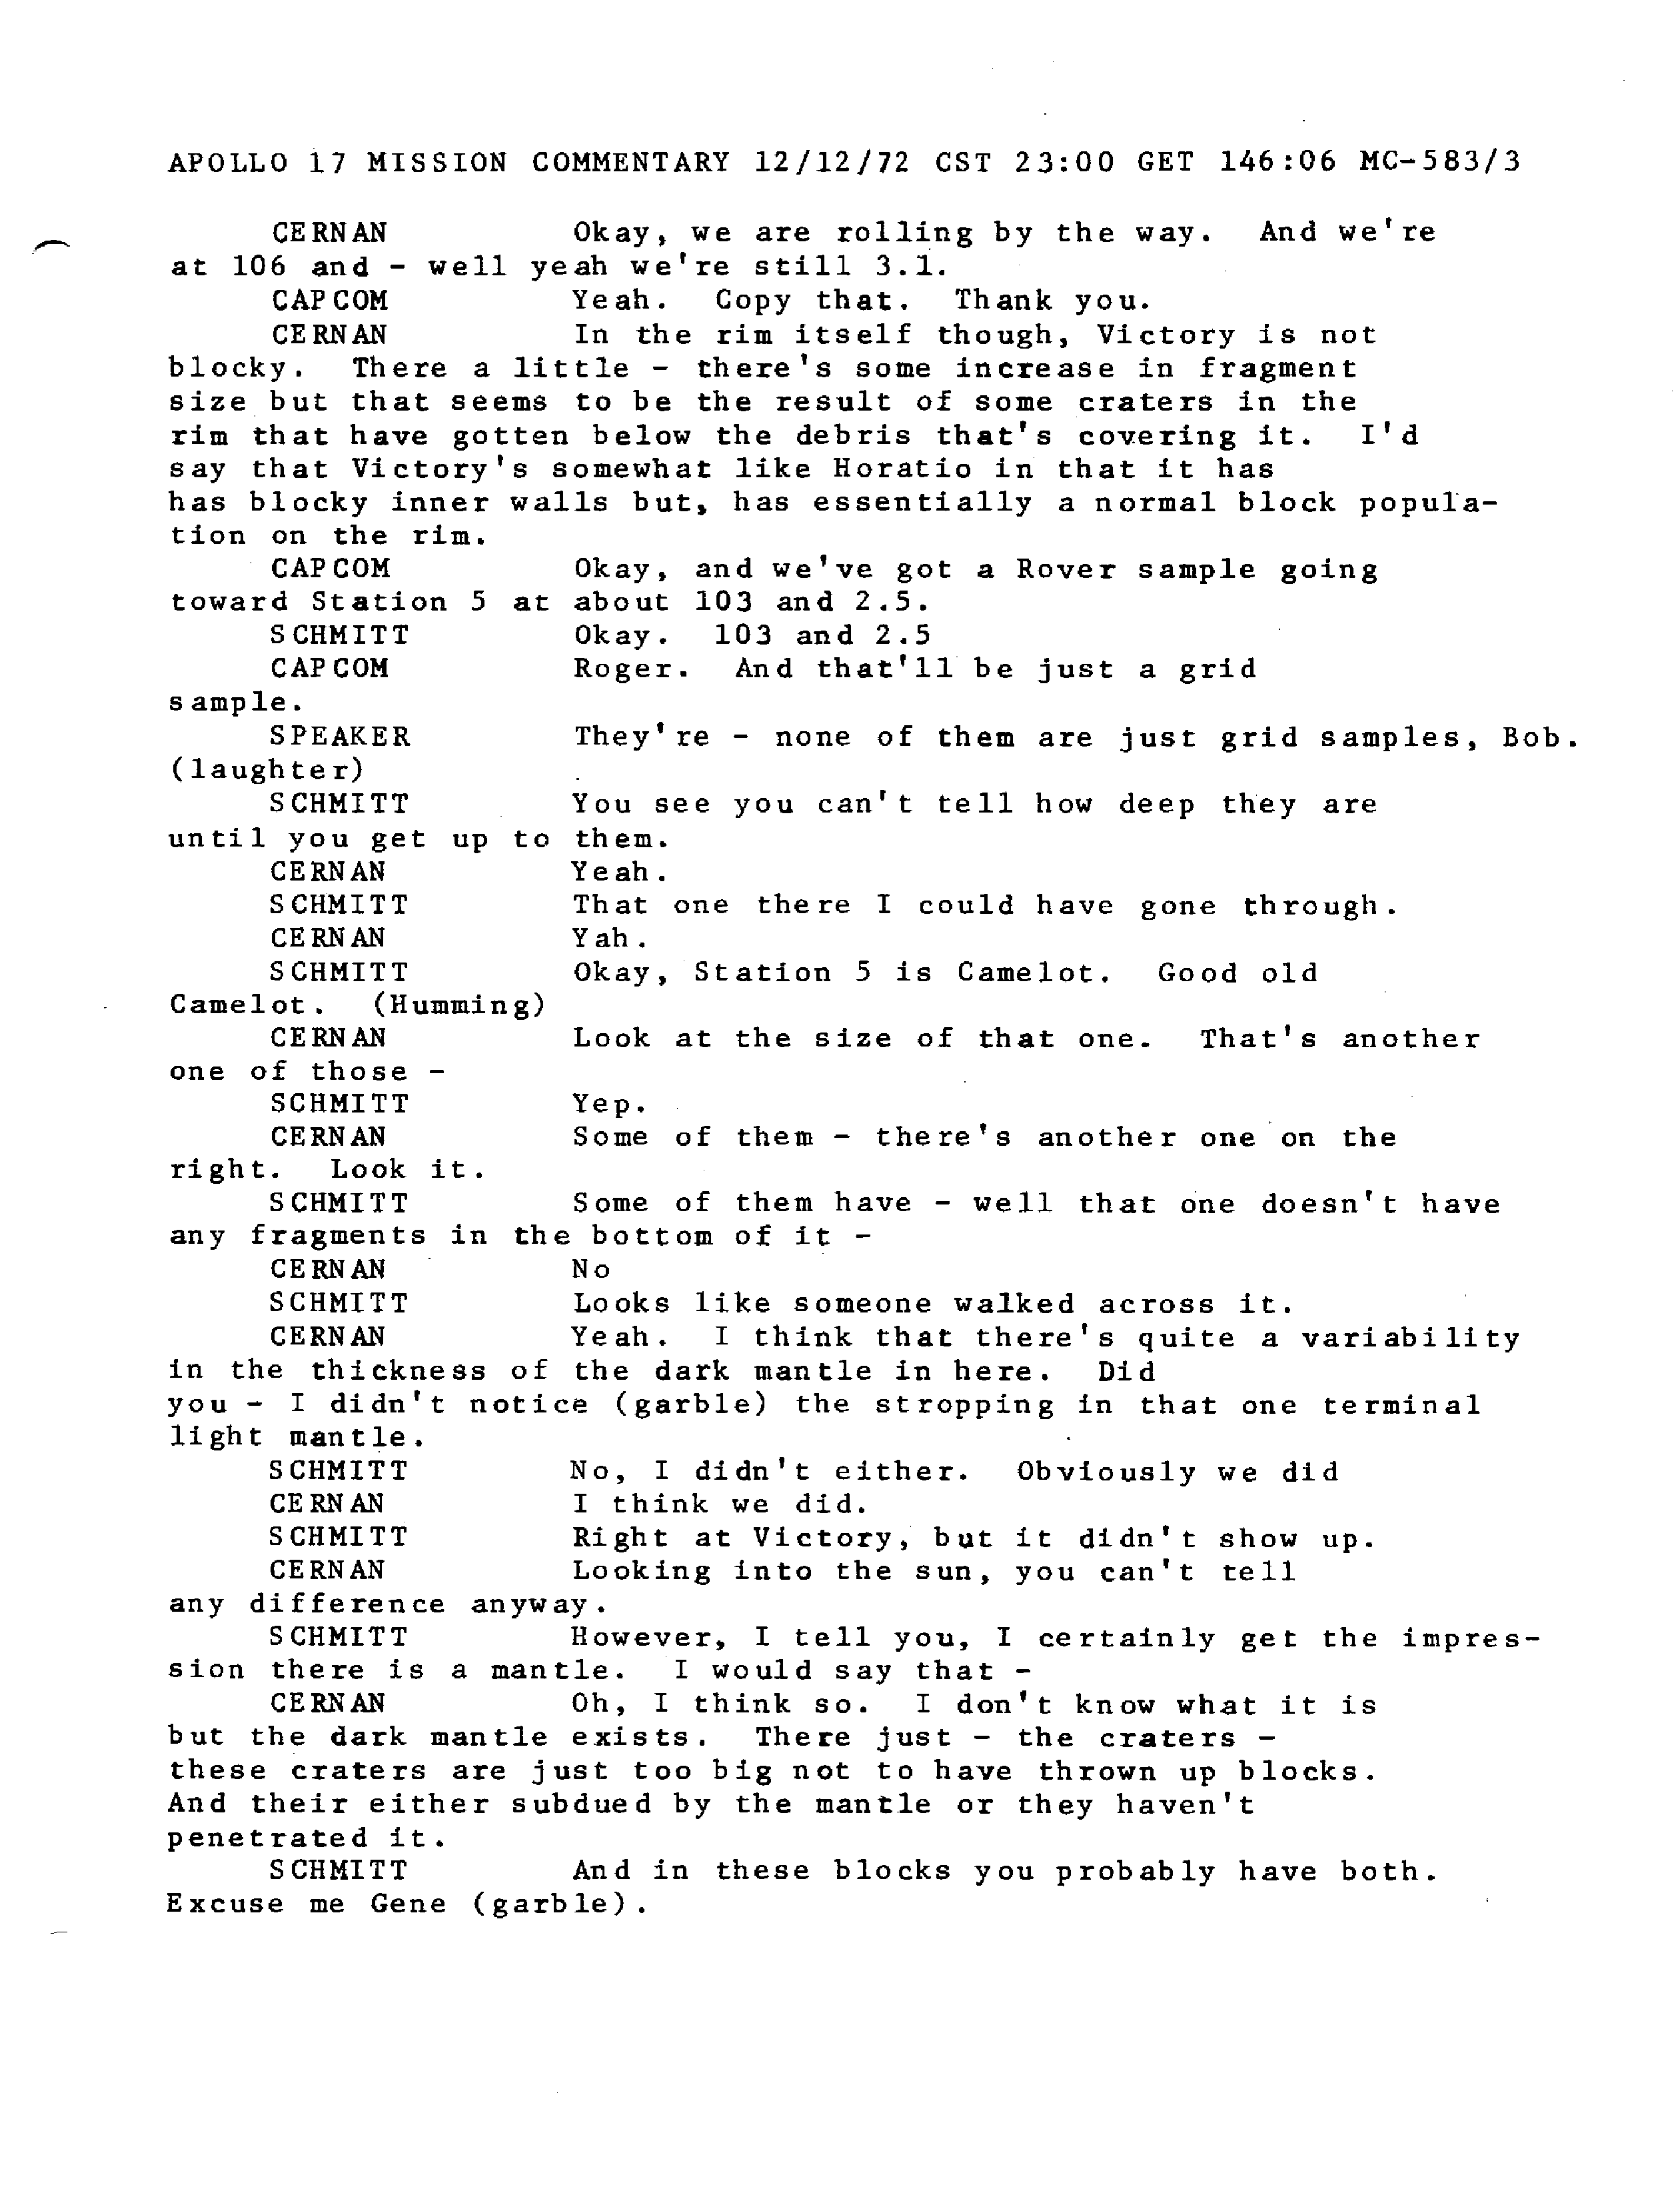 APOLLO 17 MISSION COMMENTARY 12/12/72 CST 23:00 GET 146:06 MC-583/3
CERNAN Okay, we are rolling by the way. And we're
at 106 and - well yeah we're still 3.1.
CAPCOM Yeah. Copy that. Thank you.
CERNAN In the rim itself though, Victory is not
blocky. There a little - there's some increase in fragment
size but that seems to be the result of some craters in the
rim that have gotten below the debris that's covering it. I'd
say that Victory's somewhat like Horatio in that it has
has blocky inner walls but, has essentially a normal block popula-
tion on the rim.
CAPCOM Okay, and we've got a Rover sample going
toward Station 5 at about 103 and 2.5.
SCHMITT Okay. 103 and 2.5
CAPCOM Roger. And that'll be just a grid
sample.
SPEAKER They're - none of them are just grid samples, Bob.
(laughter)
SCHMITT You see you can't tell how deep they are
until you get up to them.
CERNAN Yeah.
SCHMITT That one there I could have gone through.
CERNAN Yah.
SCHMITT Okay, Station 5 is Camelot. Good old
Camelot. (Humming)
CERNAN Look at the size of that one. That's another
one of those -
SCHMITT Yep.
CERNAN Some of them - there's another one on the
right. Look it.
SCHMITT Some of them have - well that one doesn't have
any fragments in the bottom of it -
CERNAN No
SCHMITT Looks like someone walked across it.
CERNAN Yeah. I think that there's quite a variability
in the thickness of the dark mantle in here. Did
you - I didn't notice (garble) the stropping in that one terminal
light mantle.
SCHMITT No, I didn't either. Obviously we did
CERNAN I think we did.
SCHMITT Right at Victory, but it didn't show up.
CERNAN Looking into the sun, you can't tell
any difference anyway.
SCHMITT However, I tell you, I certainly get the impres-
sion there is a mantle. I would say that -
CERNAN Oh, I think so. I don't know what it is
but the dark mantle exists. There just - the craters -
these craters are just too big not to have thrown up blocks.
And their either subdued by the mantle or they haven't
penetrated it.
SCHMITT And in these blocks you probably have both.
Excuse me Gene (garble).